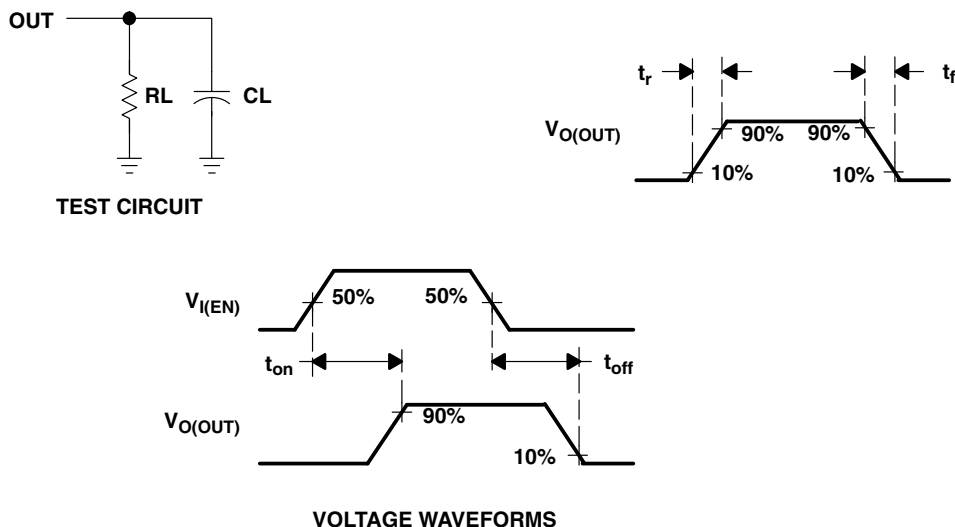 OUT
RL CL
TEST CIRCUIT
tr tf
VO(OUT)
90% 90%
10% 10%
VI(EN)
50% 50%
ton toff
VO(OUT)
90%
10%
VOLTAGE WAVEFORMS